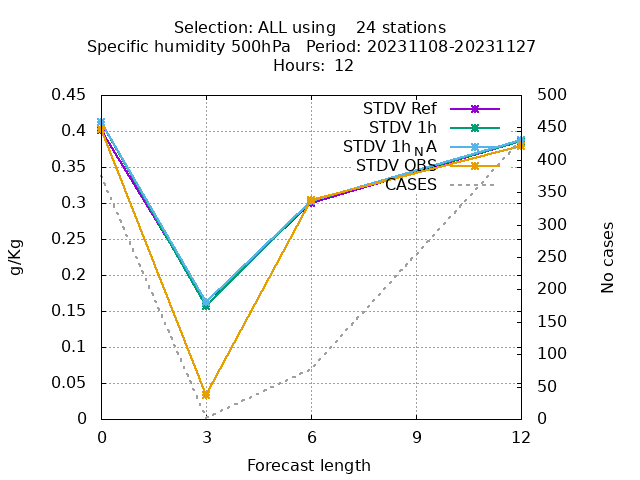 Selection: ALL using    24 stations
Specific humidity 500hPa   Period: 20231108-20231127
Hours:  12
STDV Ref
STDV 1h
STDV 1h_NA
STDV OBS
CASES
0.45
0.4
0.35
0.3
0.25
0.2
0.15
0.1
0.05
0
g/Kg
500
450
400
350
300
250
200
150
100
50
0
No cases
0 3 6 9 12
Forecast length